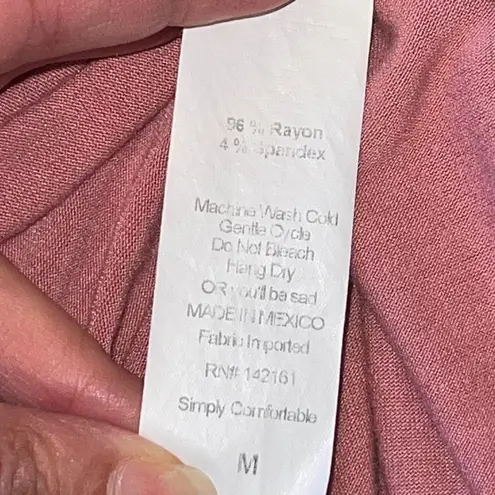 96 % Rayon
4 % Spandex
Machine Wash Cold
Gentle Cycle
Do Not Bleach
Hang Dry
OR you'll be sad
MADE IN MEXICO
Fabric Imported
RN# 142161
Simply Comfortable
M